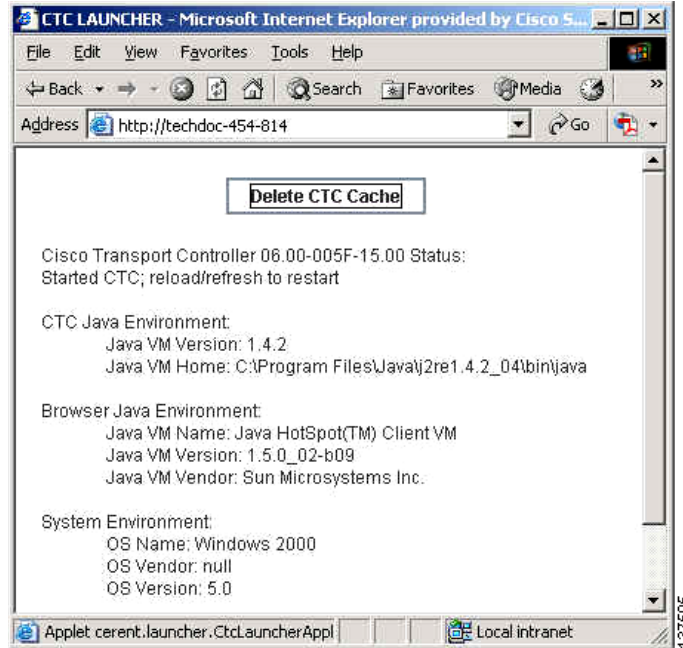 CTC LAUNCHER - Microsoft Internet Explorer provided by Cisco S...
File Edit View Favorites Tools Help
Back Search Favorites Media »
Address http://techdoc-454-814 Go
Delete CTC Cache
Cisco Transport Controller 06.00-005F-15.00 Status:
Started CTC; reload/refresh to restart
CTC Java Environment:
Java VM Version: 1.4.2
Java VM Home: C:\Program Files\Java\j2re1.4.2_04\bin\java
Browser Java Environment:
Java VM Name: Java HotSpot(TM) Client VM
Java VM Version: 1.5.0_02-b09
Java VM Vendor: Sun Microsystems Inc.
System Environment:
OS Name: Windows 2000
OS Vendor: null
OS Version: 5.0
Applet cerent.launcher.CtcLauncherAppl Local intranet